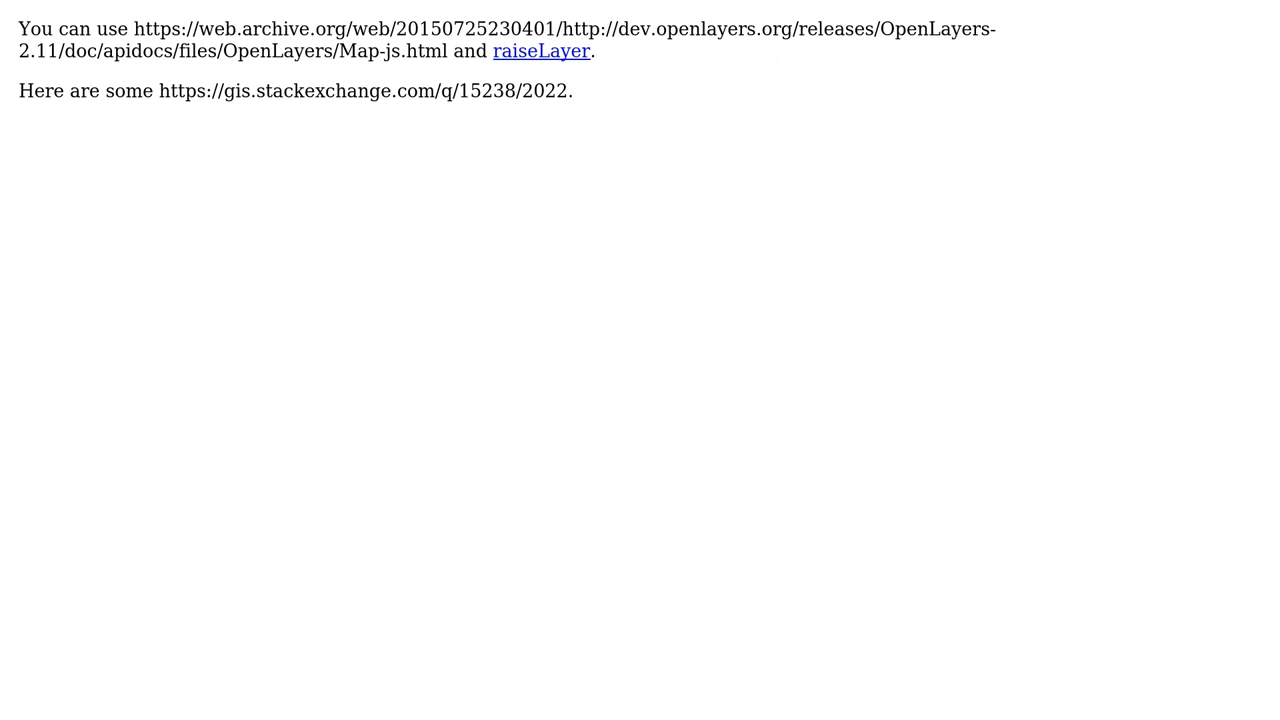 You can use https://web.archive.org/web/20150725230401/http://dev.openlayers.org/releases/OpenLayers-
2.11/doc/apidocs/files/OpenLayers/Map-js.html and raiseLayer.
Here are some https://gis.stackexchange.com/q/15238/2022.